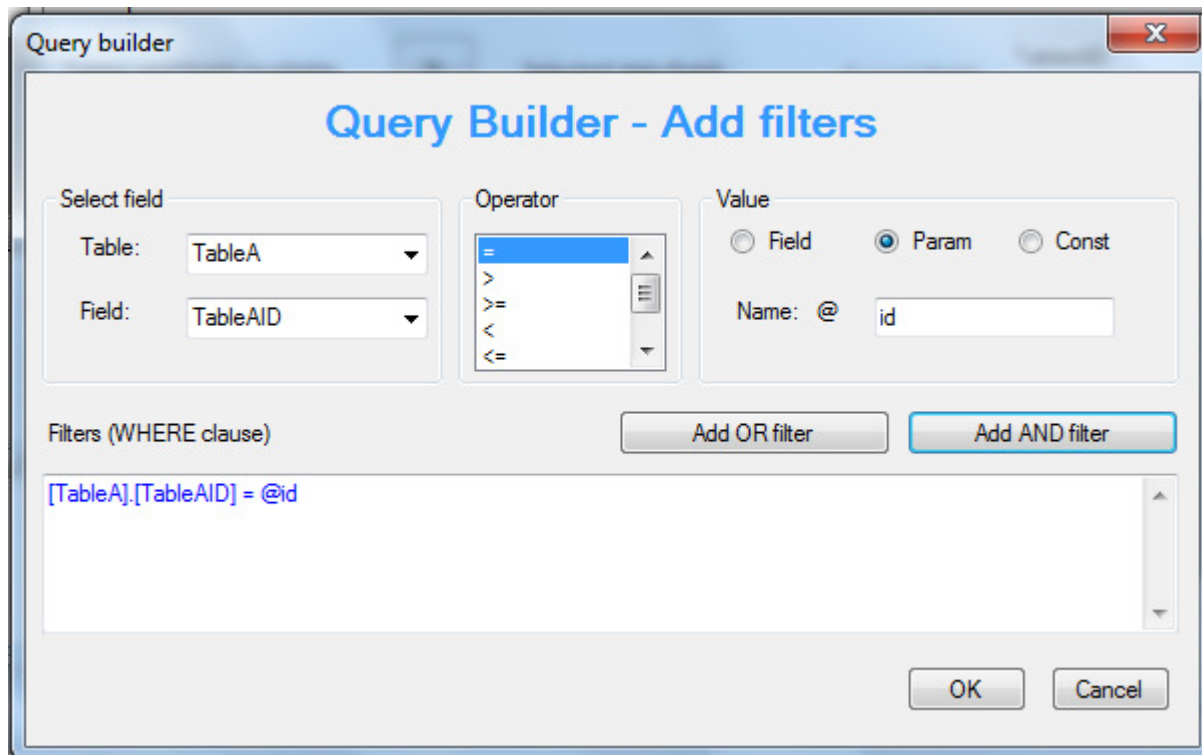 Query builder
Query Builder - Add filters
Select field
Operator
Value
Table:
TableA
Field:
TableAID
=
>
>=
<
<=
Field
Param
Const
Name: @
id
Filters (WHERE clause)
Add OR filter
Add AND filter
[TableA].[TableAID] = @id
OK
Cancel